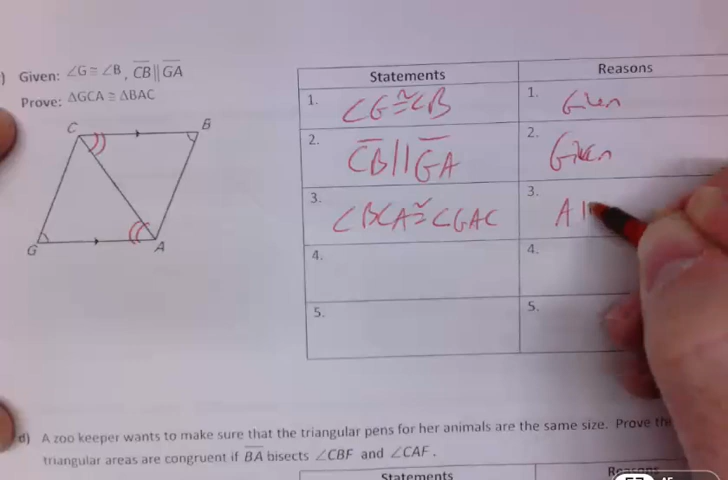 ) Given: ∠G ≅ ∠B, CB || GA
Prove: ΔGCA ≅ ΔBAC
C
B
G
A
Statements
Reasons
1. ∠G≅∠B
1. Given
2. CB||GA
2. Given
3. ∠BCA≅∠GAC
3. A
4.
4.
5.
5.
d) A zoo keeper wants to make sure that the triangular pens for her animals are the same size. Prove
triangular areas are congruent if BA bisects ∠CBF and ∠CAF.
Statements